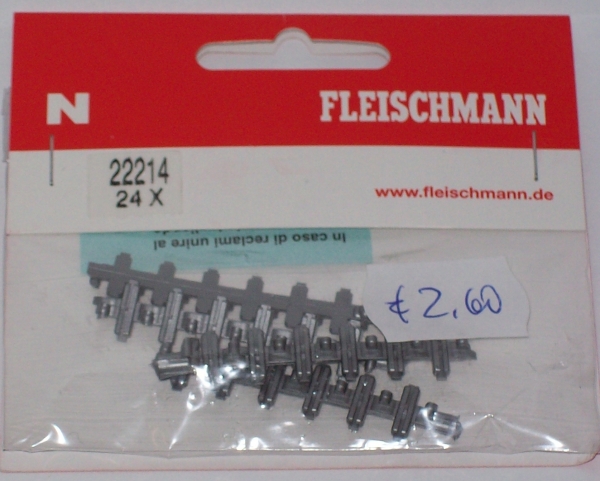 N FLEISCHMANN
22214
24 X
www.fleischmann.de
In caso di reclami unire al
€ 2.60